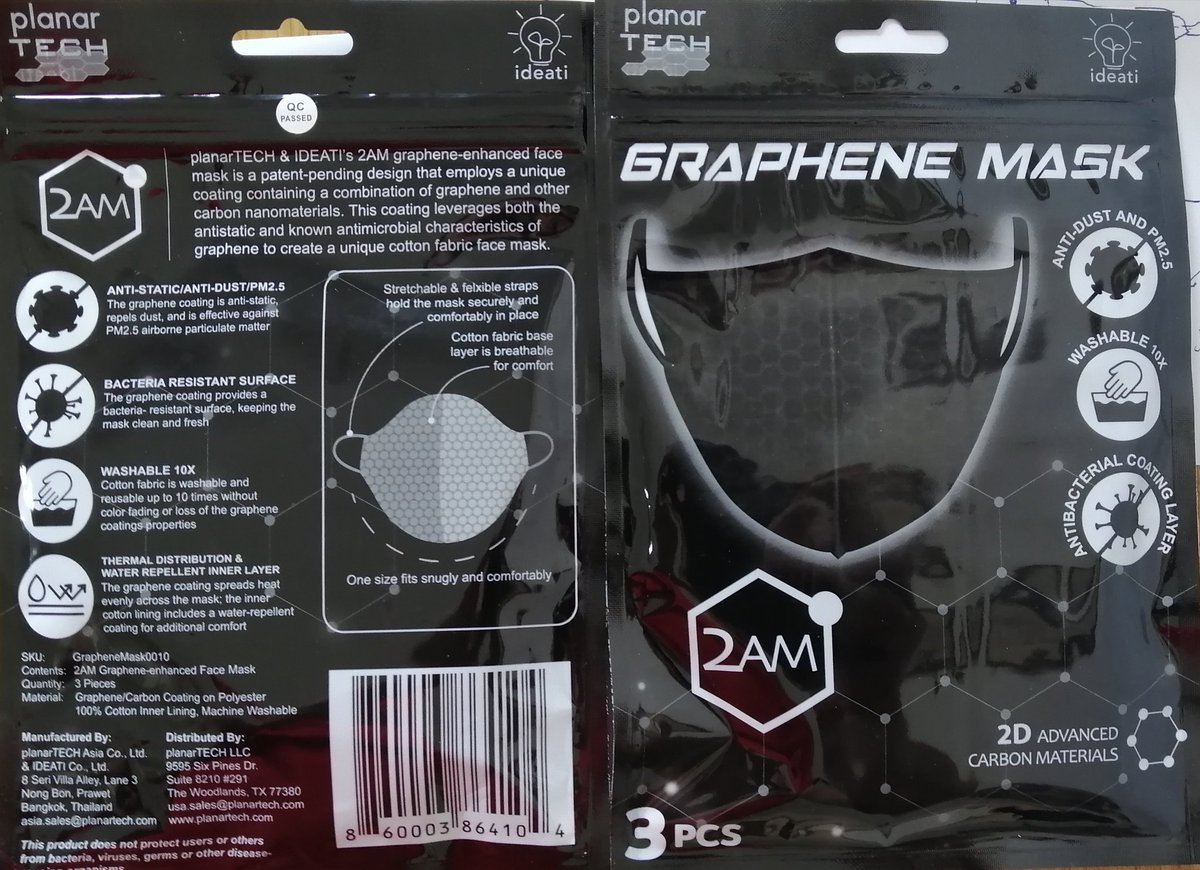 planar
TECH
ideati
QC
PASSED
2AM
planarTECH & IDEATI's 2AM graphene-enhanced face
mask is a patent-pending design that employs a unique
coating containing a combination of graphene and other
carbon nanomaterials. This coating leverages both the
antistatic and known antimicrobial characteristics of
graphene to create a unique cotton fabric face mask.
ANTI-STATIC/ANTI-DUST/PM2.5
The graphene coating is anti-static,
repels dust, and is effective against
PM2.5 airborne particulate matter
BACTERIA RESISTANT SURFACE
The graphene coating provides a
bacteria- resistant surface, keeping the
mask clean and fresh
WASHABLE 10X
Cotton fabric is washable and
reusable up to 10 times without
color fading or loss of the graphene
coatings properties
THERMAL DISTRIBUTION &
WATER REPELLENT INNER LAYER
The graphene coating spreads heat
evenly across the mask; the inner
cotton lining includes a water-repellent
coating for additional comfort
Stretchable & felxible straps
hold the mask securely and
comfortably in place
Cotton fabric base
layer is breathable
for comfort
One size fits snugly and comfortably
SKU: GrapheneMask0010
Contents: 2AM Graphene-enhanced Face Mask
Quantity: 3 Pieces
Material: Graphene/Carbon Coating on Polyester
100% Cotton Inner Lining, Machine Washable
Manufactured By:
planarTECH Asia Co., Ltd.
& IDEATI Co., Ltd.
8 Seri Villa Alley, Lane 3
Nong Bon, Prawet
Bangkok, Thailand
asia.sales@planartech.com
Distributed By:
planarTECH LLC
9595 Six Pines Dr.
Suite 8210 #291
The Woodlands, TX 77380
usa.sales@planartech.com
www.planartech.com
This product does not protect users or others
from bacteria, viruses, germs or other disease-
organisms
8 60003 86410 4
planar
TECH
ideati
GRAPHENE MASK
ANTI-DUST AND PM2.5
WASHABLE 10X
ANTIBACTERIAL COATING LAYER
2AM
2D ADVANCED
CARBON MATERIALS
3 PCS